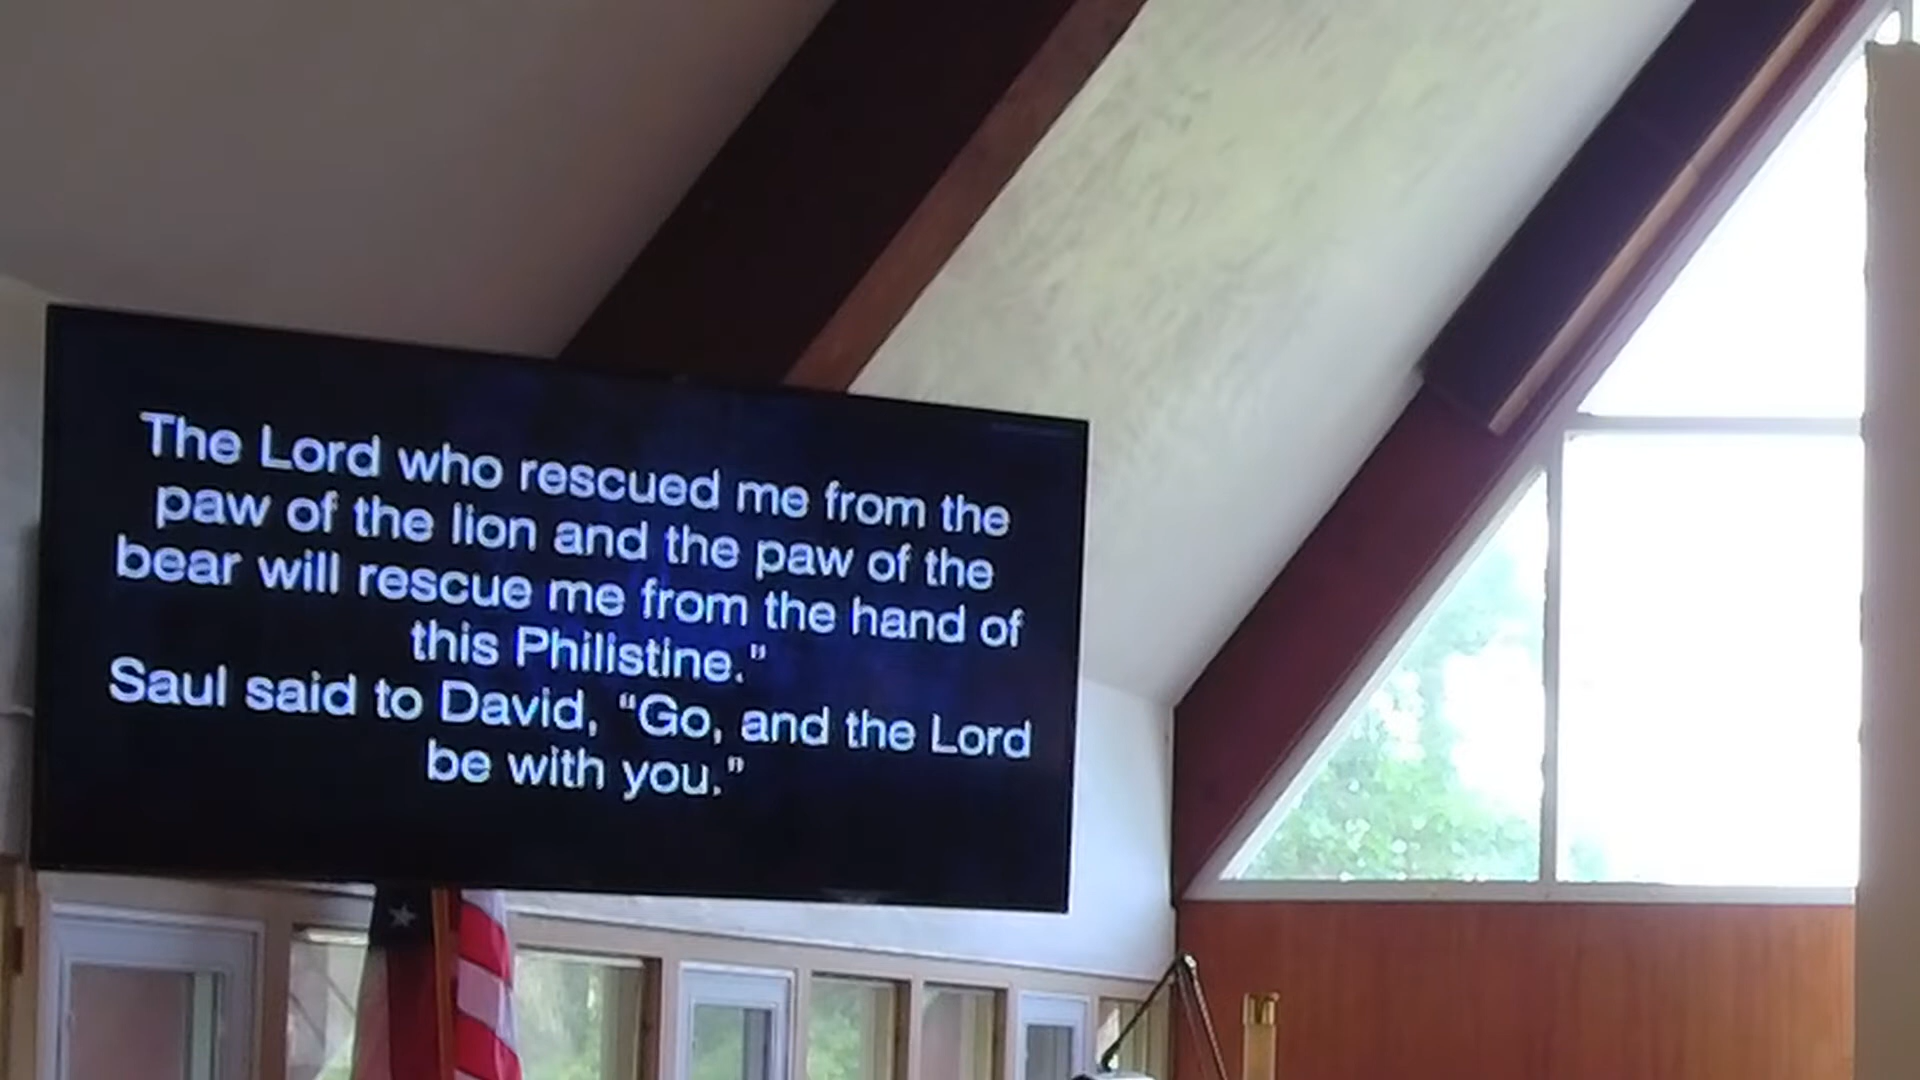 The Lord who rescued me from the
paw of the lion and the paw of the
bear will rescue me from the hand of
this Philistine."
Saul said to David, “Go, and the Lord
be with you.”